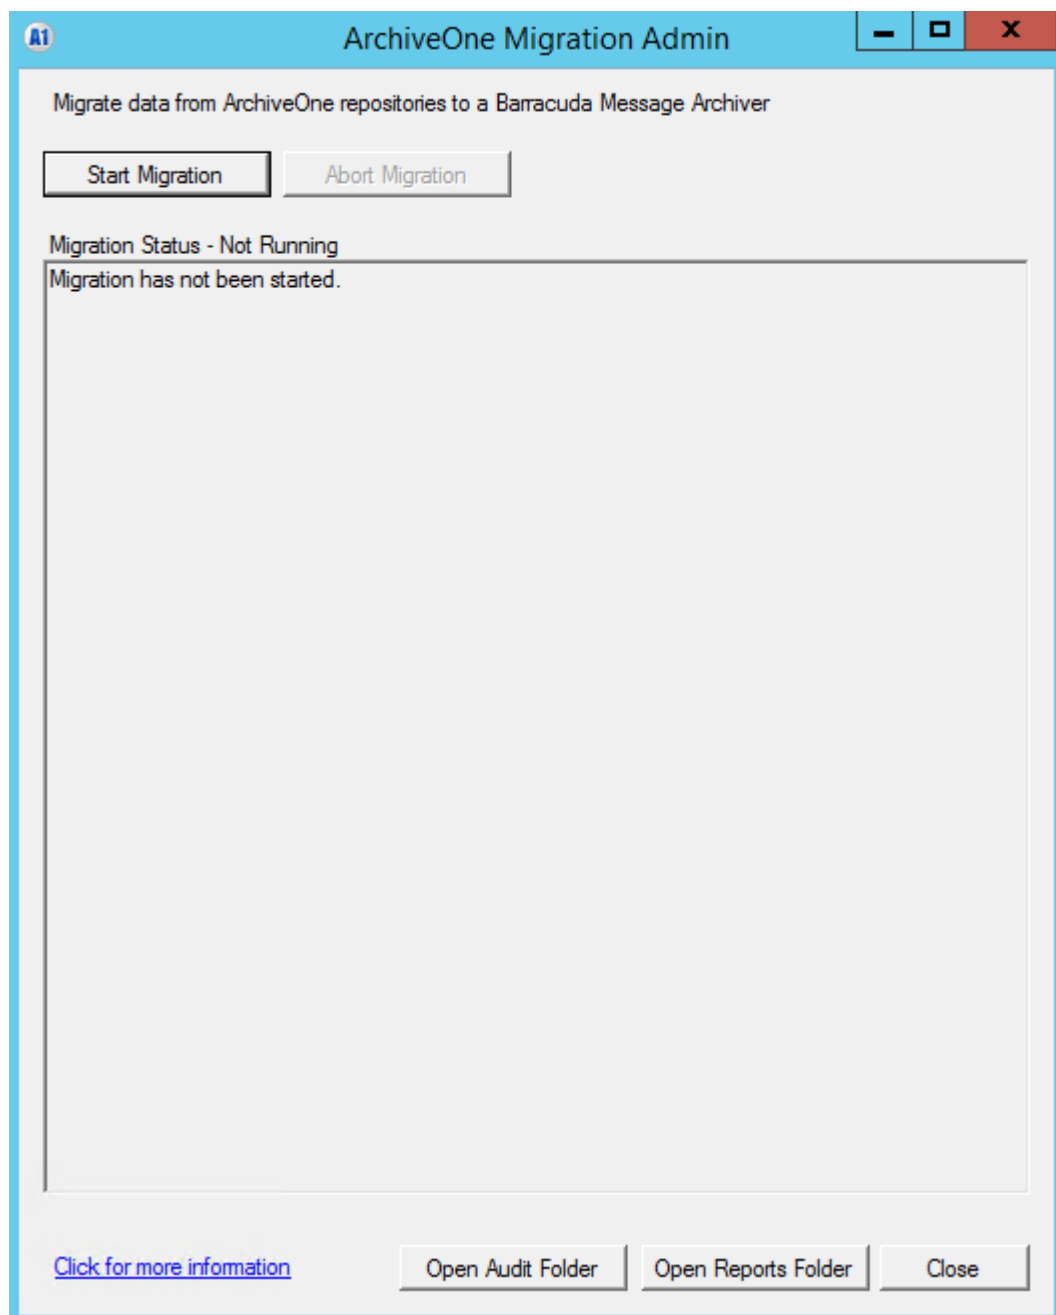 A1 ArchiveOne Migration Admin
Migrate data from ArchiveOne repositories to a Barracuda Message Archiver
Start Migration Abort Migration
Migration Status - Not Running
Migration has not been started.
Click for more information Open Audit Folder Open Reports Folder Close